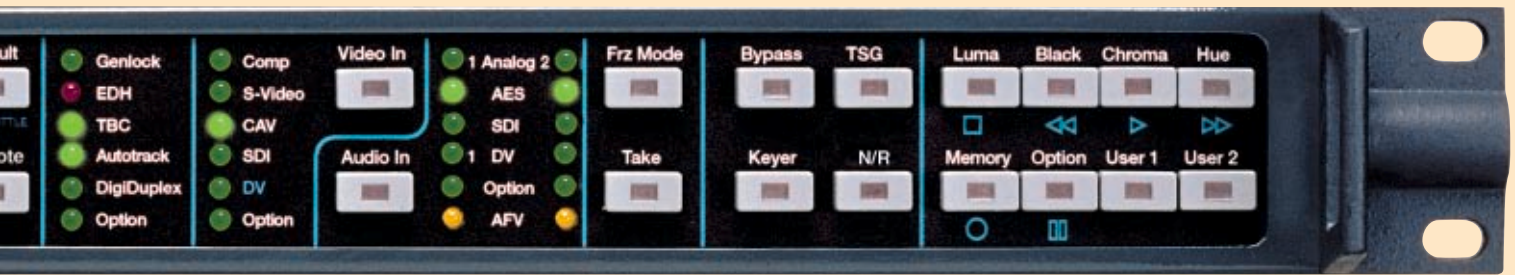 Genlock
EDH
TBC
Autotrack
DigiDuplex
Option
Comp
S-Video
CAV
SDI
DV
Option
Video In
Audio In
1 Analog 2
AES
SDI
1 DV
Option
AFV
Frz Mode
Take
Bypass TSG
Keyer N/R
Luma Black Chroma Hue
Memory Option User 1 User 2